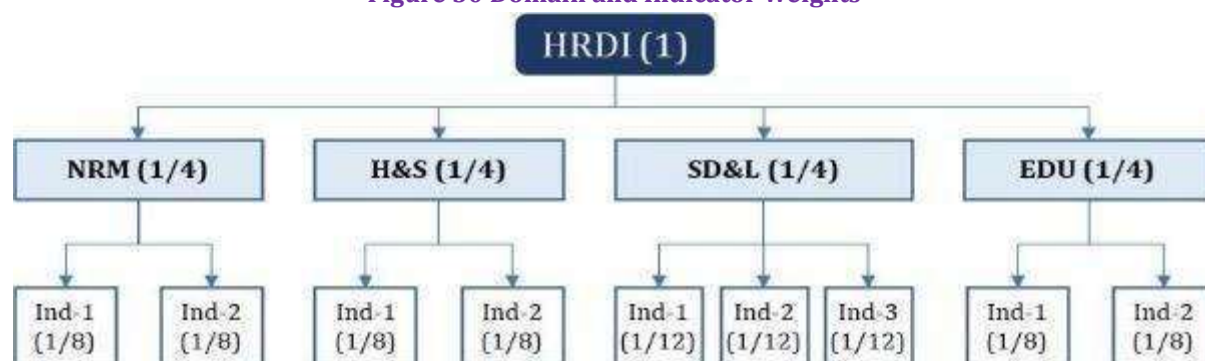 Figure 30 Domain and Indicator Weights
HRDI (1)
NRM (1/4) H&S (1/4) SD&L (1/4) EDU (1/4)
Ind-1 Ind-2 Ind-1 Ind-2 Ind-1 Ind-2 Ind-3 Ind-1 Ind-2
(1/8) (1/8) (1/8) (1/8) (1/12) (1/12) (1/12) (1/8) (1/8)